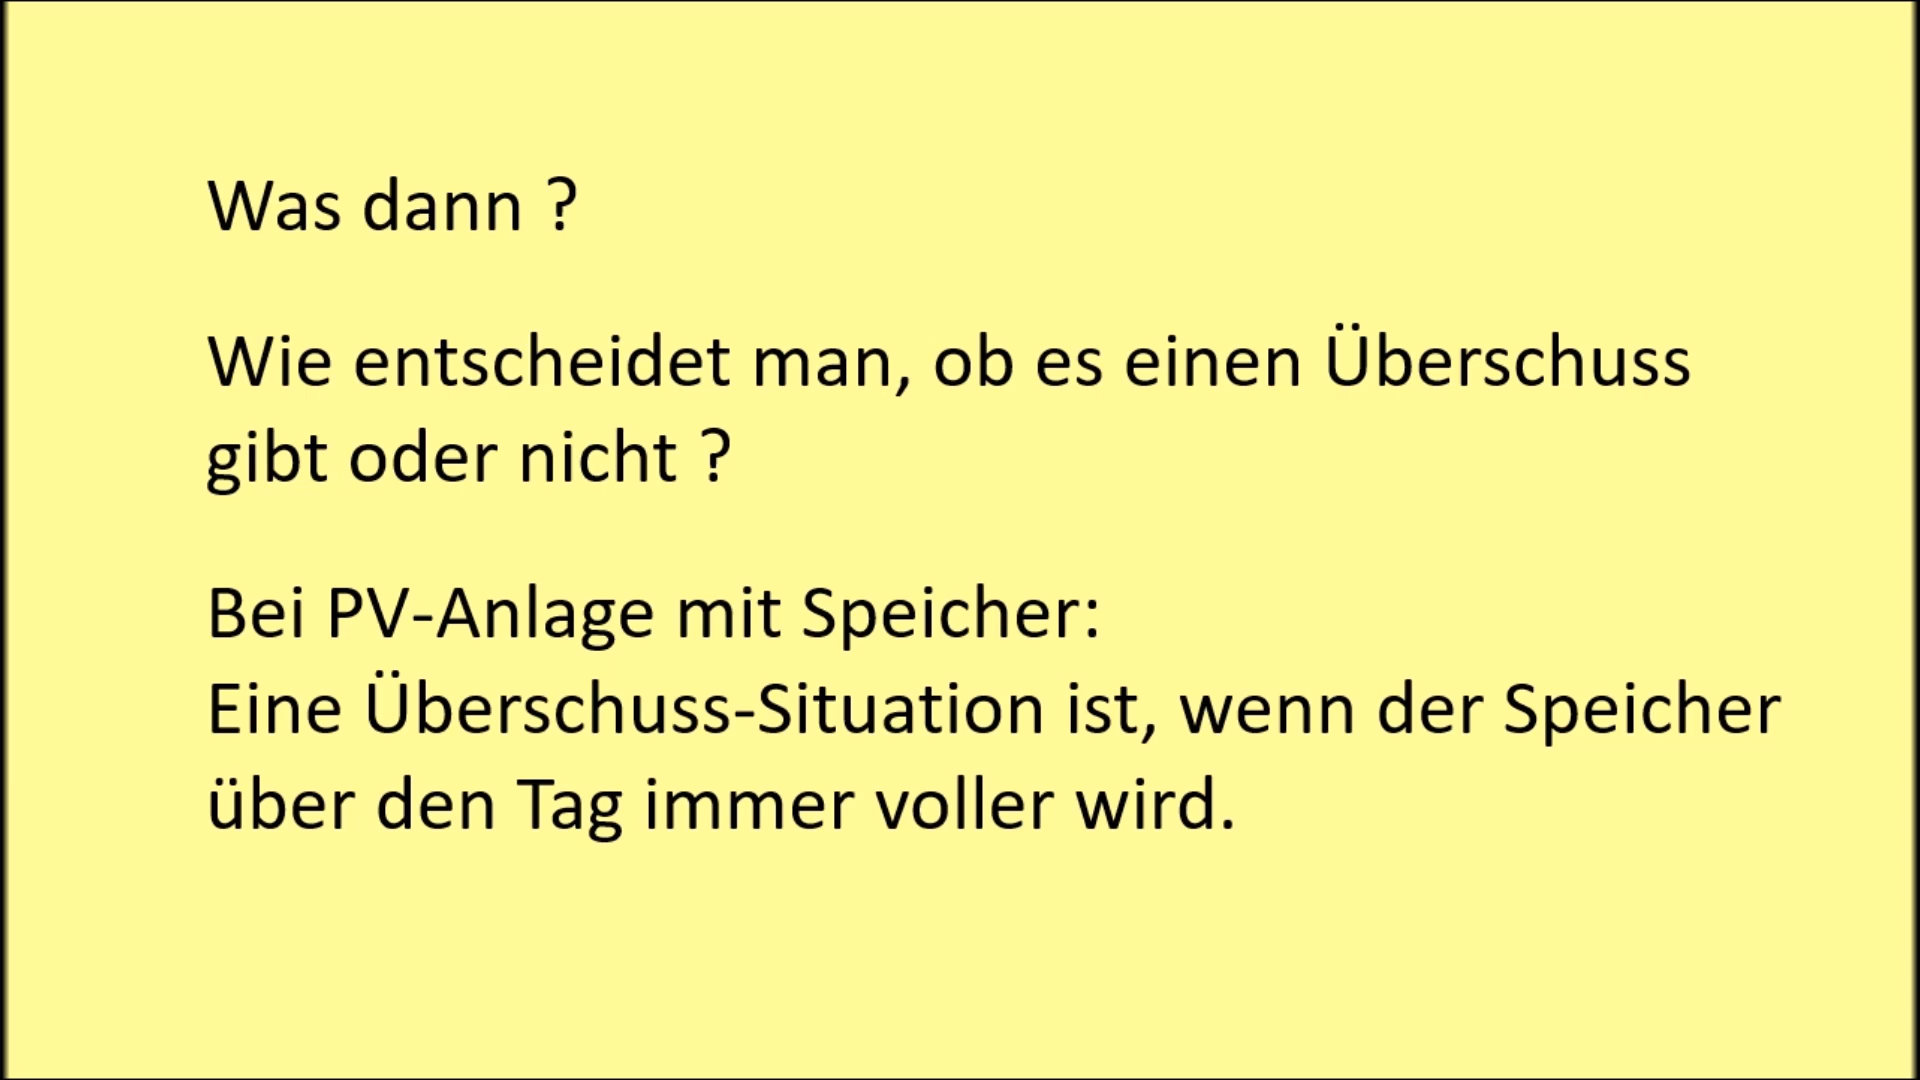 Was dann ?
Wie entscheidet man, ob es einen Überschuss
gibt oder nicht ?
Bei PV-Anlage mit Speicher:
Eine Überschuss-Situation ist, wenn der Speicher
über den Tag immer voller wird.